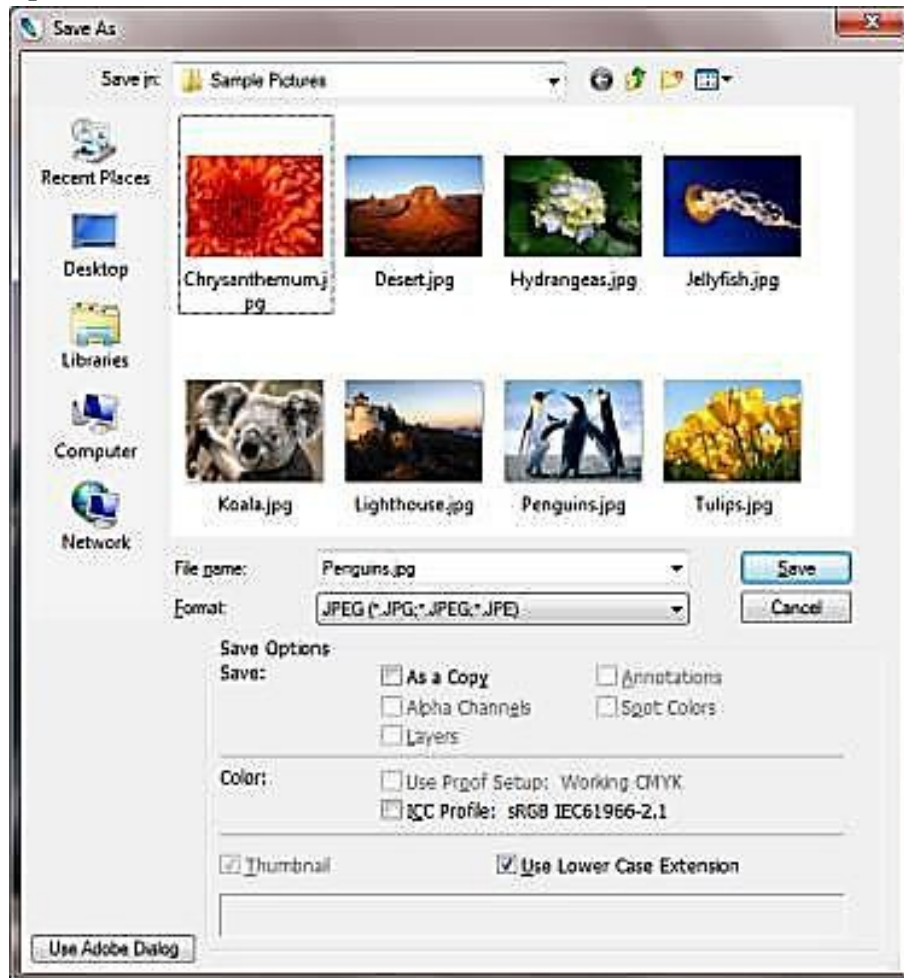 Save As
Save in: Sample Pictures
Recent Places
Desktop
Libraries
Computer
Network
Chrysanthemum.j
pg
Desert.jpg
Hydrangeas.jpg
Jellyfish.jpg
Koala.jpg
Lighthouse.jpg
Penguins.jpg
Tulips.jpg
File name: Penguins.jpg Save
Format: JPEG (*.JPG;*.JPEG;*.JPE) Cancel
Save Options
Save: As a Copy Annotations
Alpha Channels Spot Colors
Layers
Color: Use Proof Setup: Working CMYK
ICC Profile: sRGB IEC61966-2.1
Thumbnail Use Lower Case Extension
Use Adobe Dialog